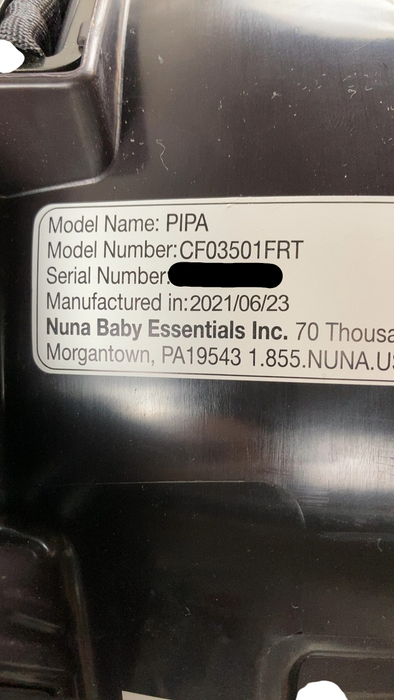 Model Name: PIPA
Model Number:CF03501FRT
Serial Number:
Manufactured in:2021/06/23
Nuna Baby Essentials Inc. 70 Thousa
Morgantown, PA19543 1.855.NUNA.U